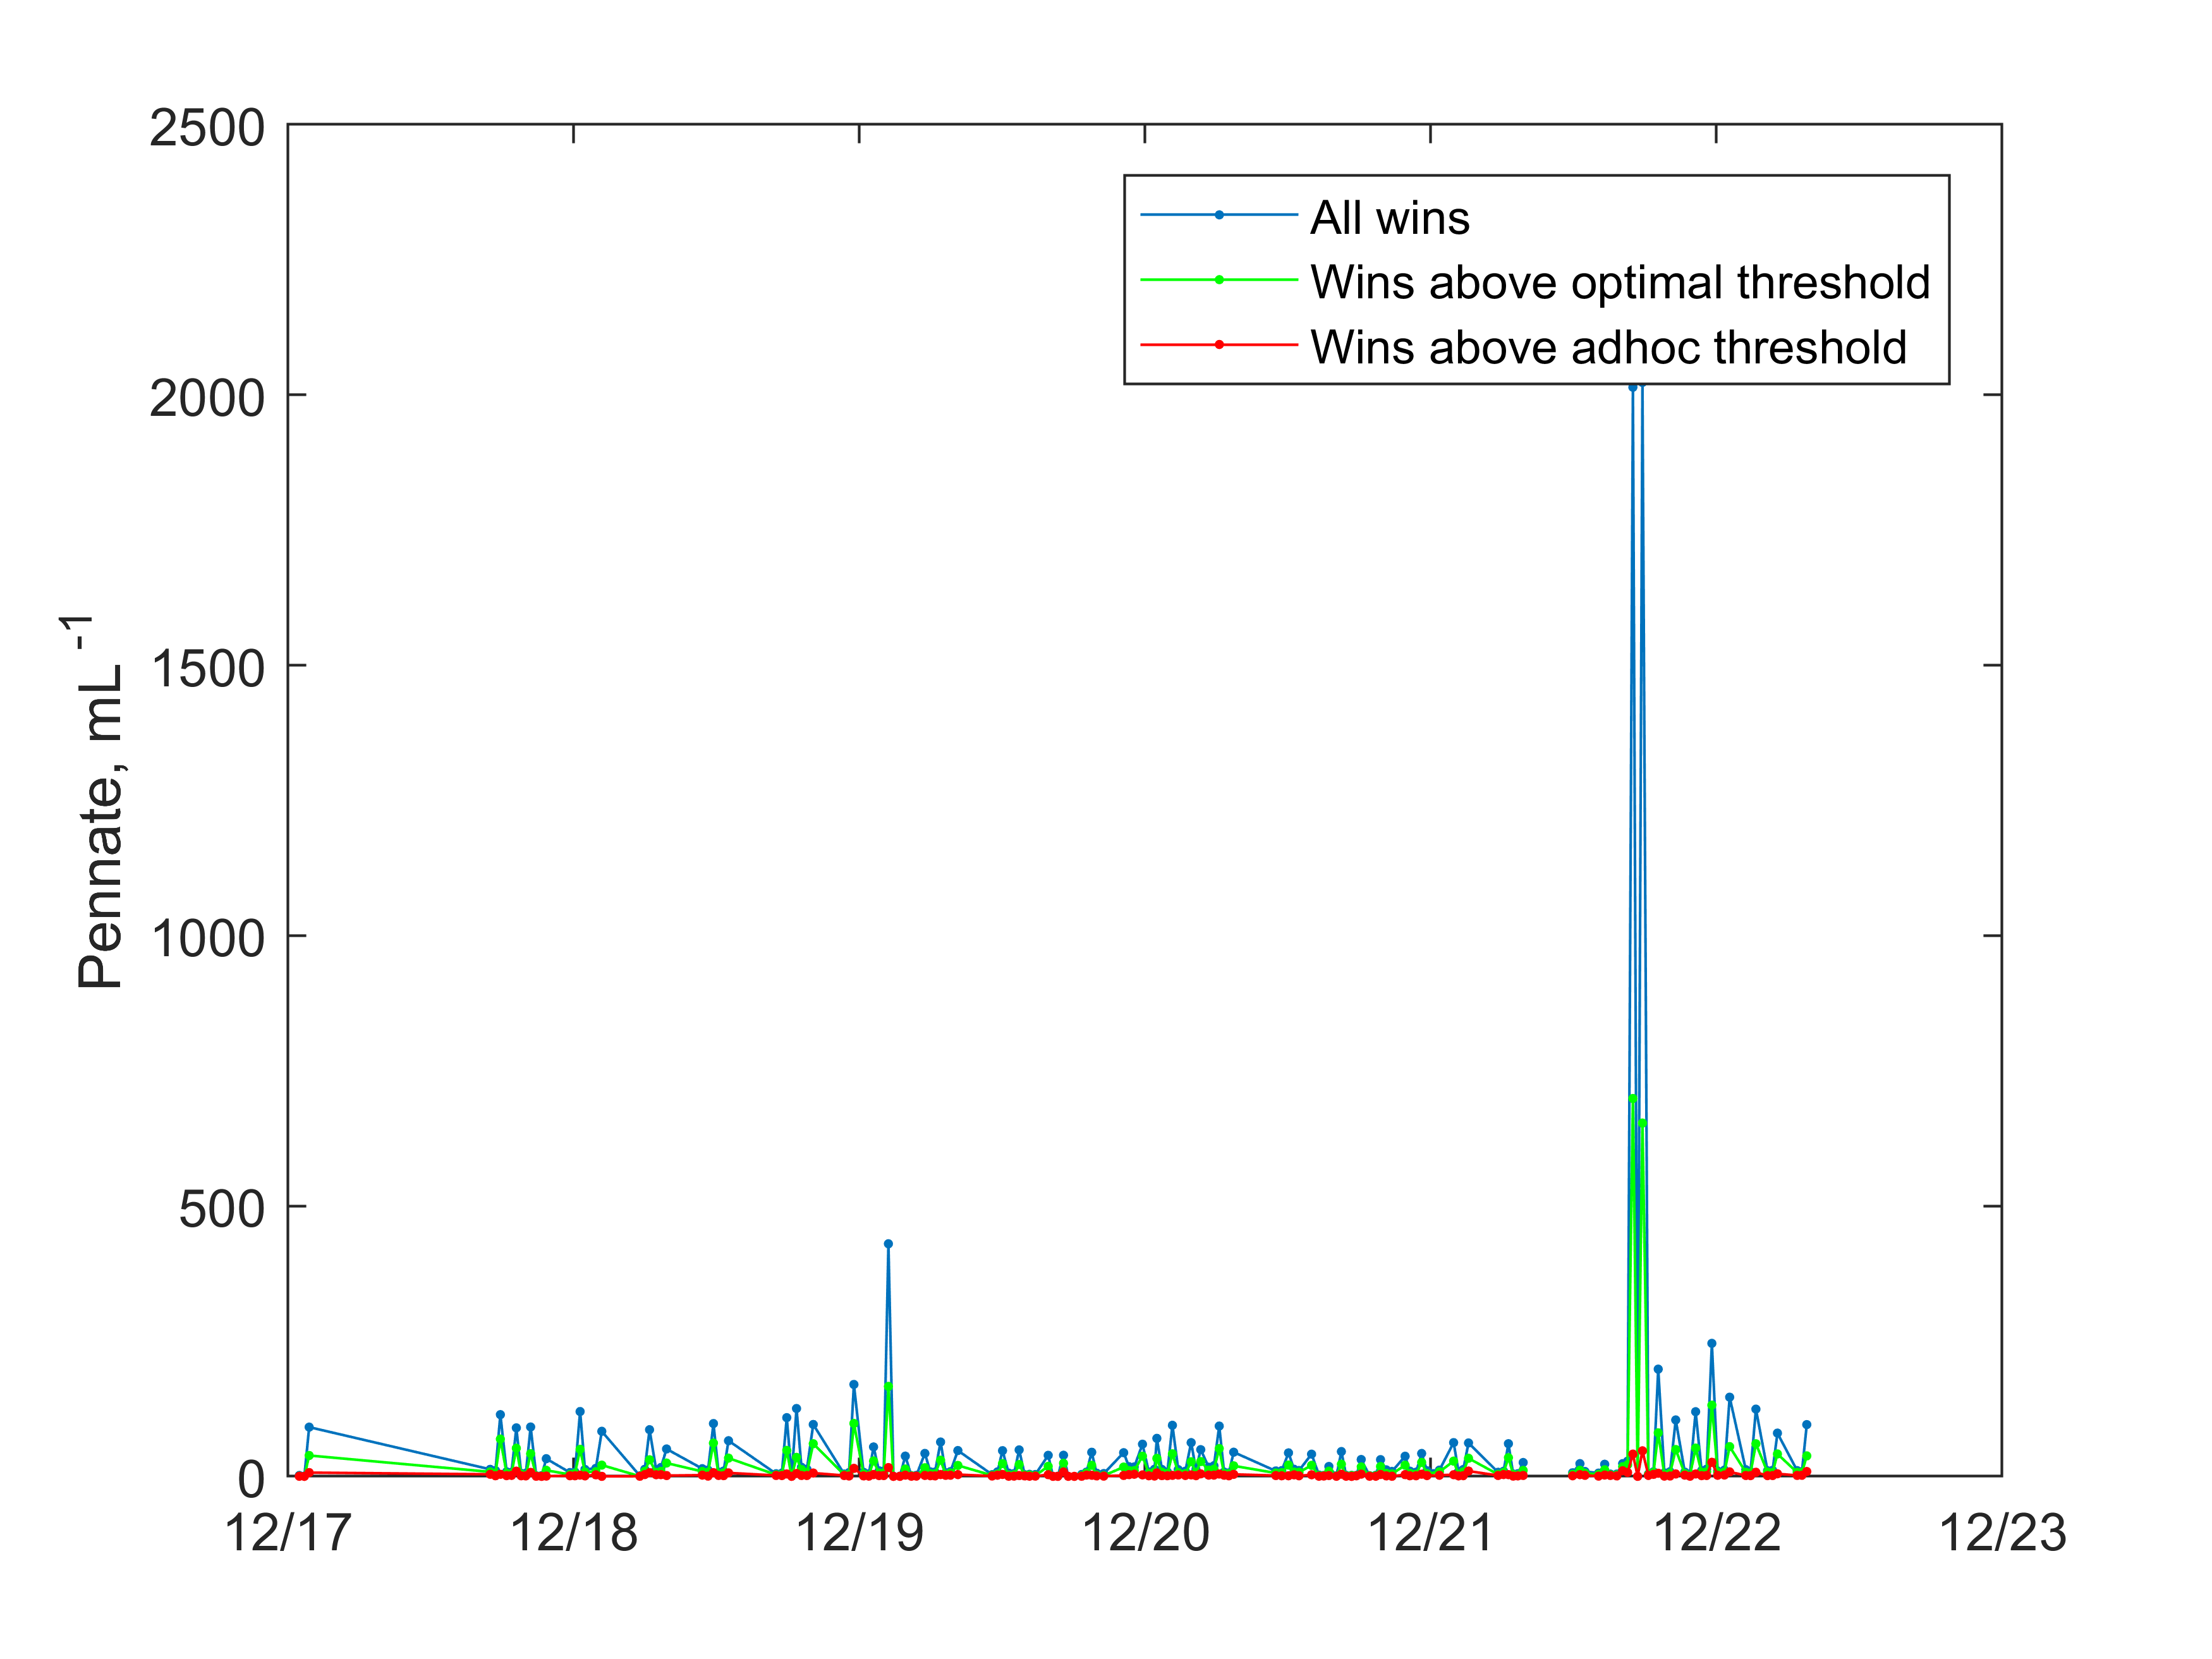 2500
2000
1500
1000
500
0
Pennate, mL-1
All wins
Wins above optimal threshold
Wins above adhoc threshold
12/17 12/18 12/19 12/20 12/21 12/22 12/23